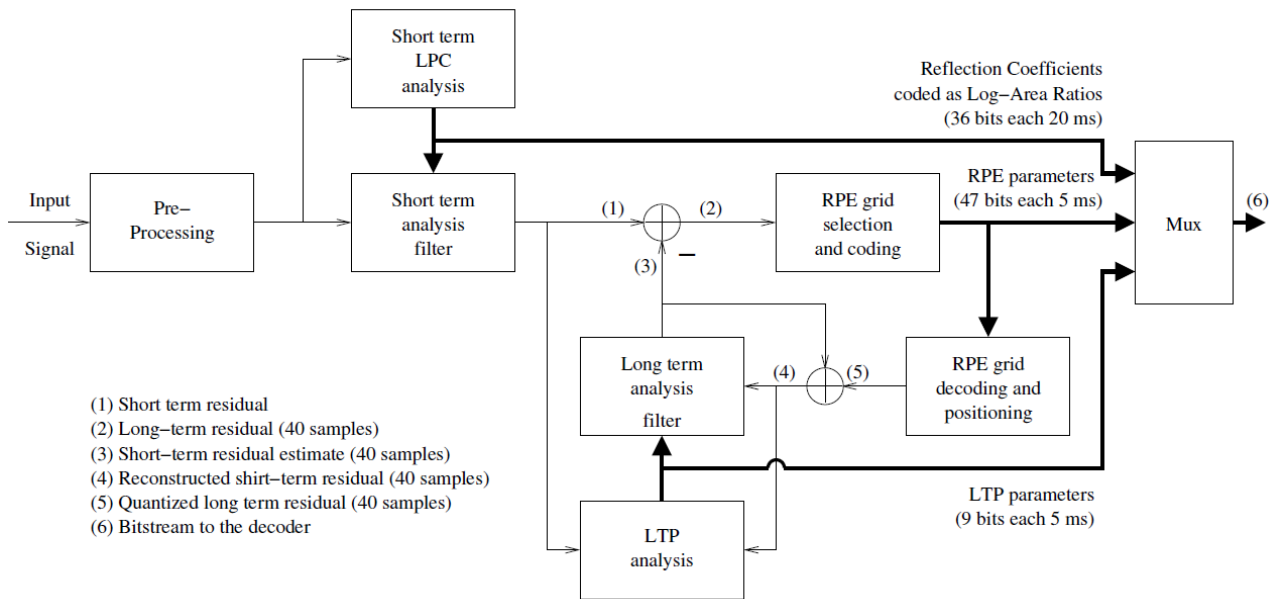 Short term
LPC
analysis
Reflection Coefficients
coded as Log−Area Ratios
(36 bits each 20 ms)
Input
Signal
Pre−
Processing
Short term
analysis
filter
(1)
(2)
(3)
−
RPE grid
selection
and coding
RPE parameters
(47 bits each 5 ms)
Mux
(6)
Long term
analysis
filter
(4)
(5)
RPE grid
decoding and
positioning
(1) Short term residual
(2) Long−term residual (40 samples)
(3) Short−term residual estimate (40 samples)
(4) Reconstructed shirt−term residual (40 samples)
(5) Quantized long term residual (40 samples)
(6) Bitstream to the decoder
LTP
analysis
LTP parameters
(9 bits each 5 ms)